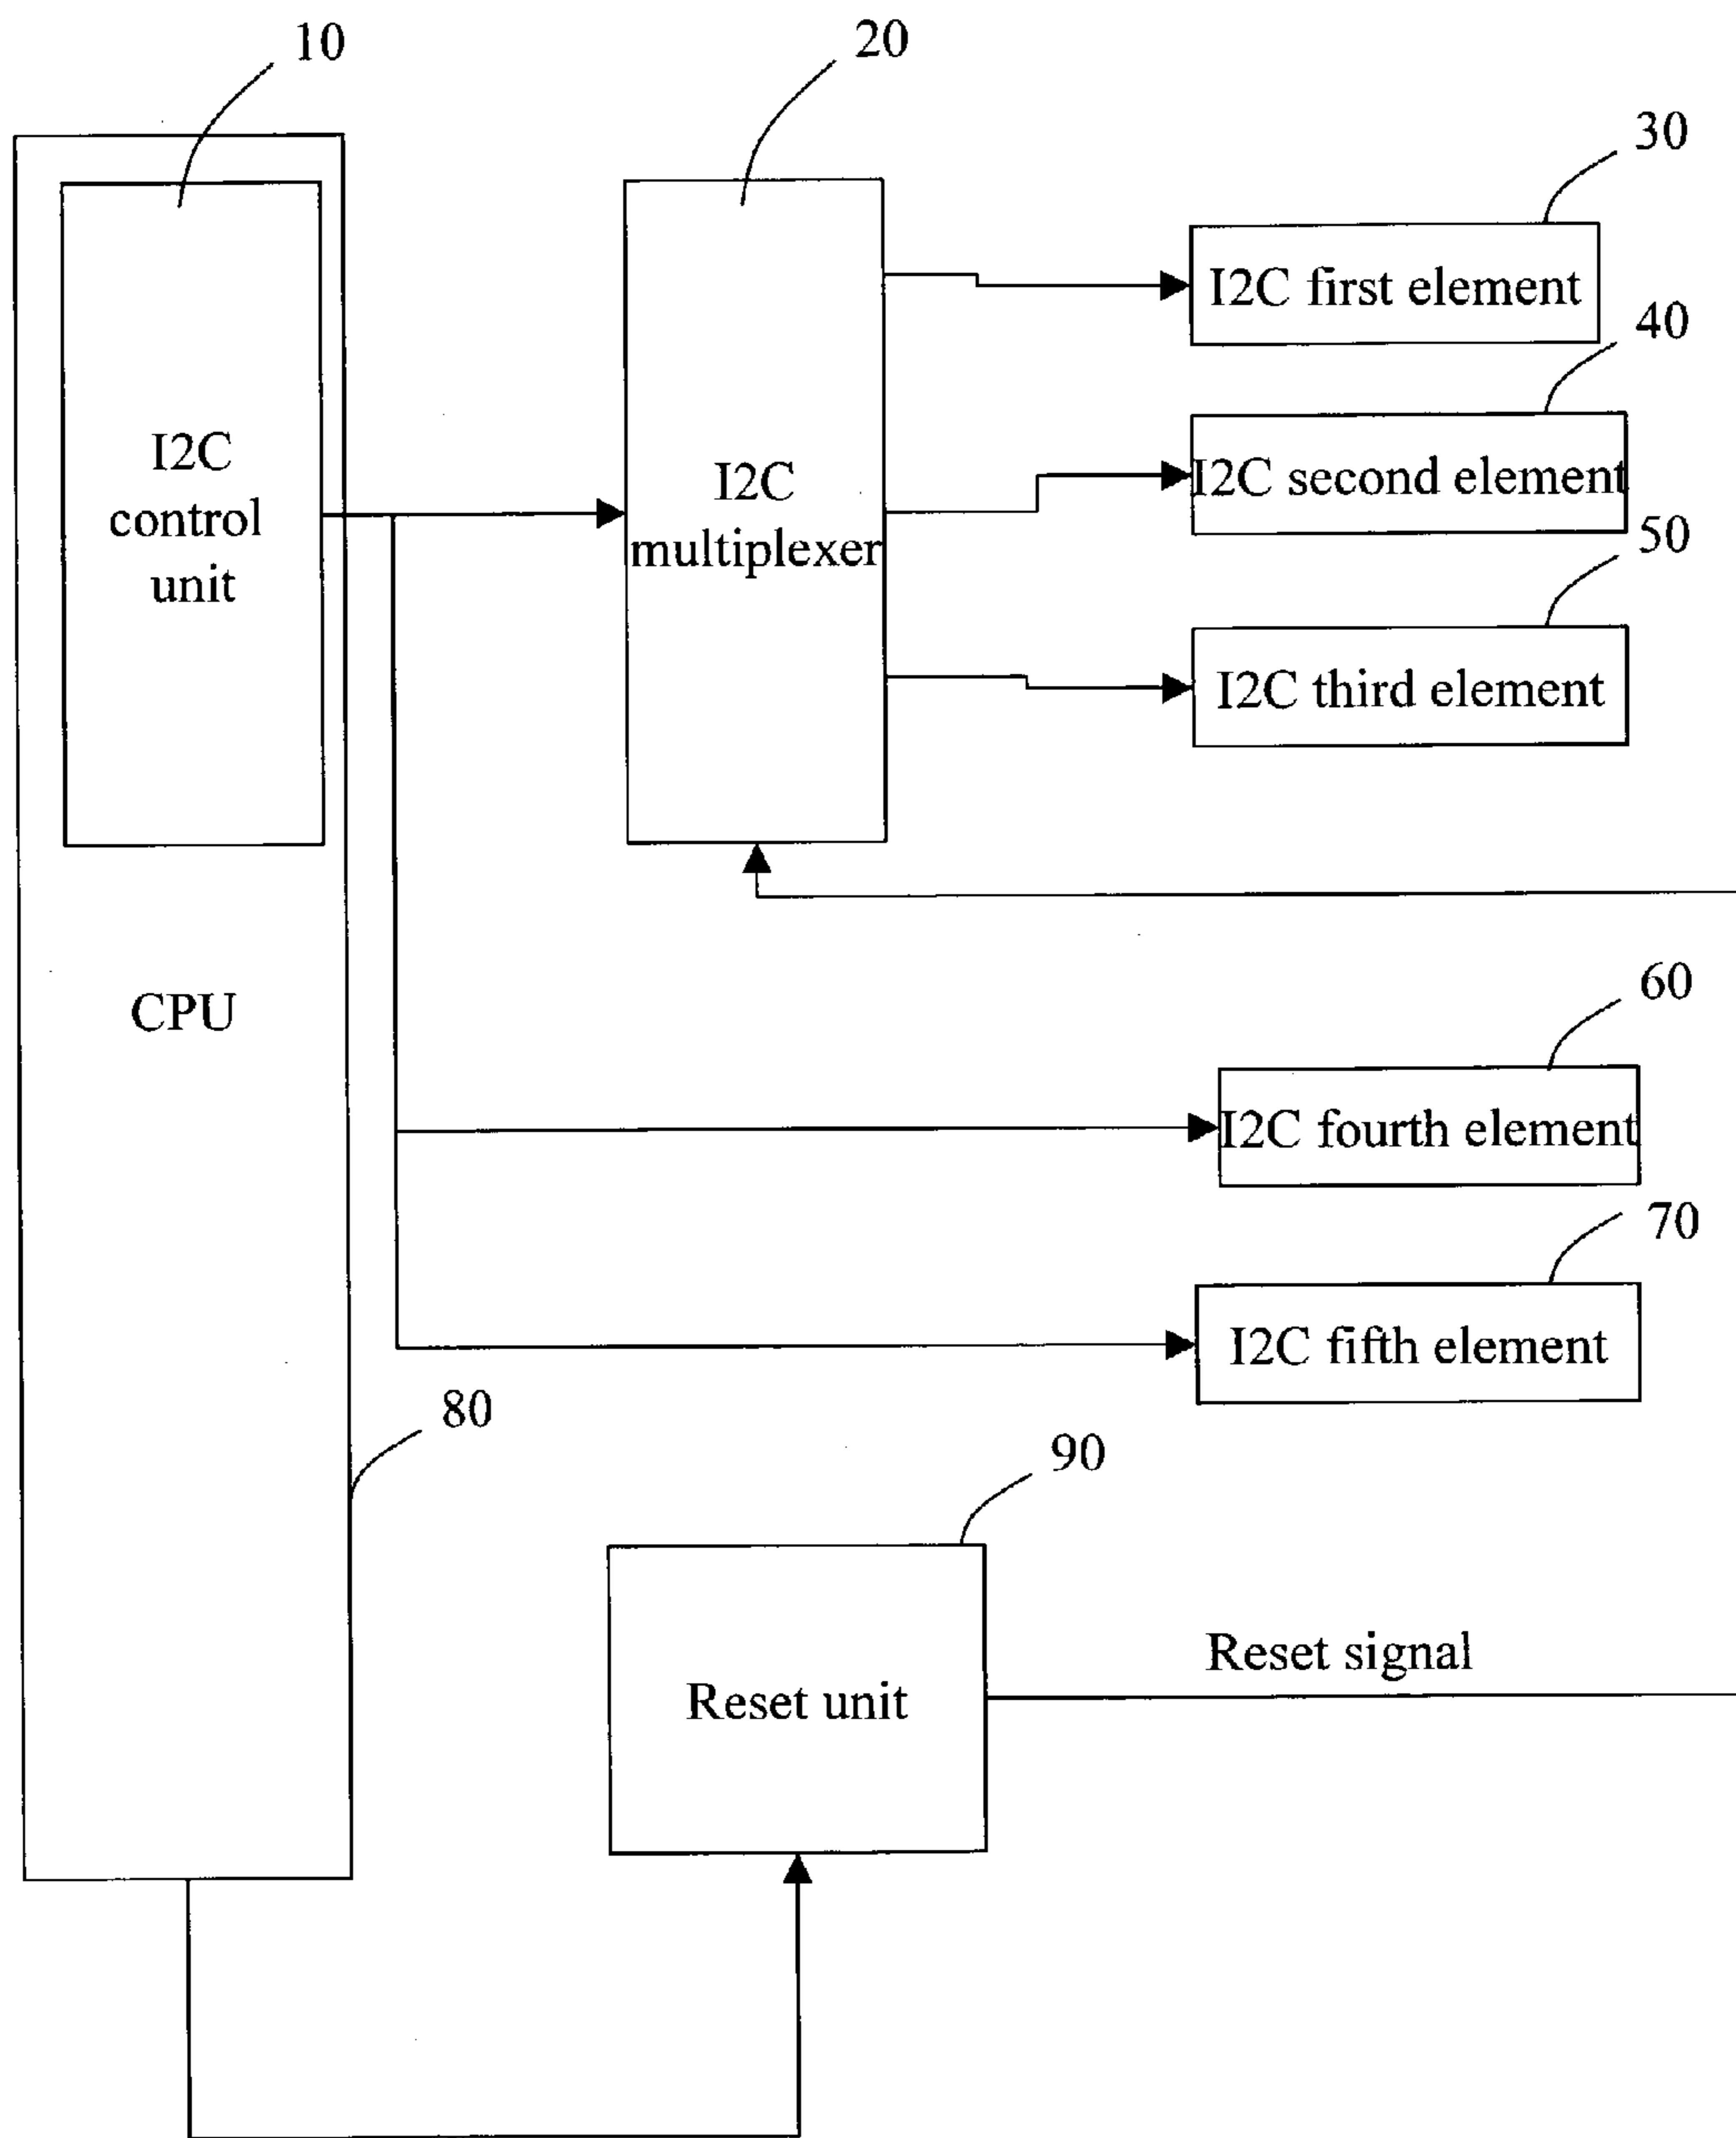 10
20
30
I2C first element
40
I2C
control
unit
I2C
multiplexer
I2C second element
50
I2C third element
CPU
60
I2C fourth element
70
I2C fifth element
80
90
Reset signal
Reset unit